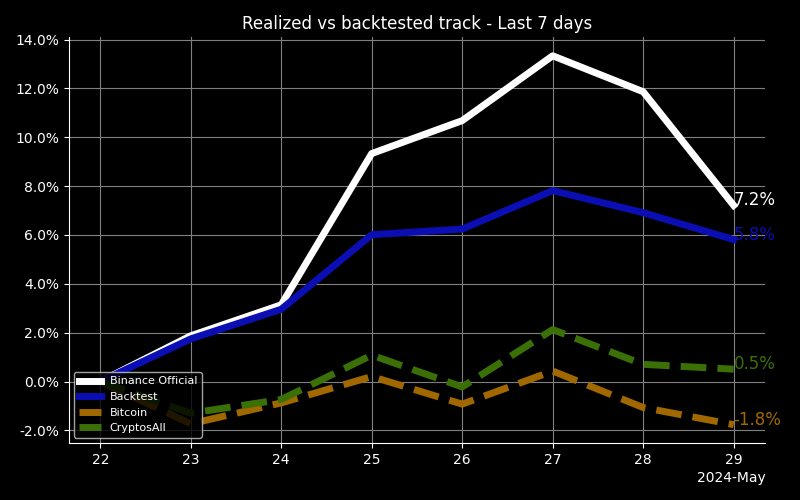 Realized vs backtested track - Last 7 days
14.0%
12.0%
10.0%
8.0%
6.0%
4.0%
2.0%
0.0%
-2.0%
7.2%
5.8%
0.5%
-1.8%
Binance Official
Backtest
Bitcoin
CryptosAll
22 23 24 25 26 27 28 29
2024-May